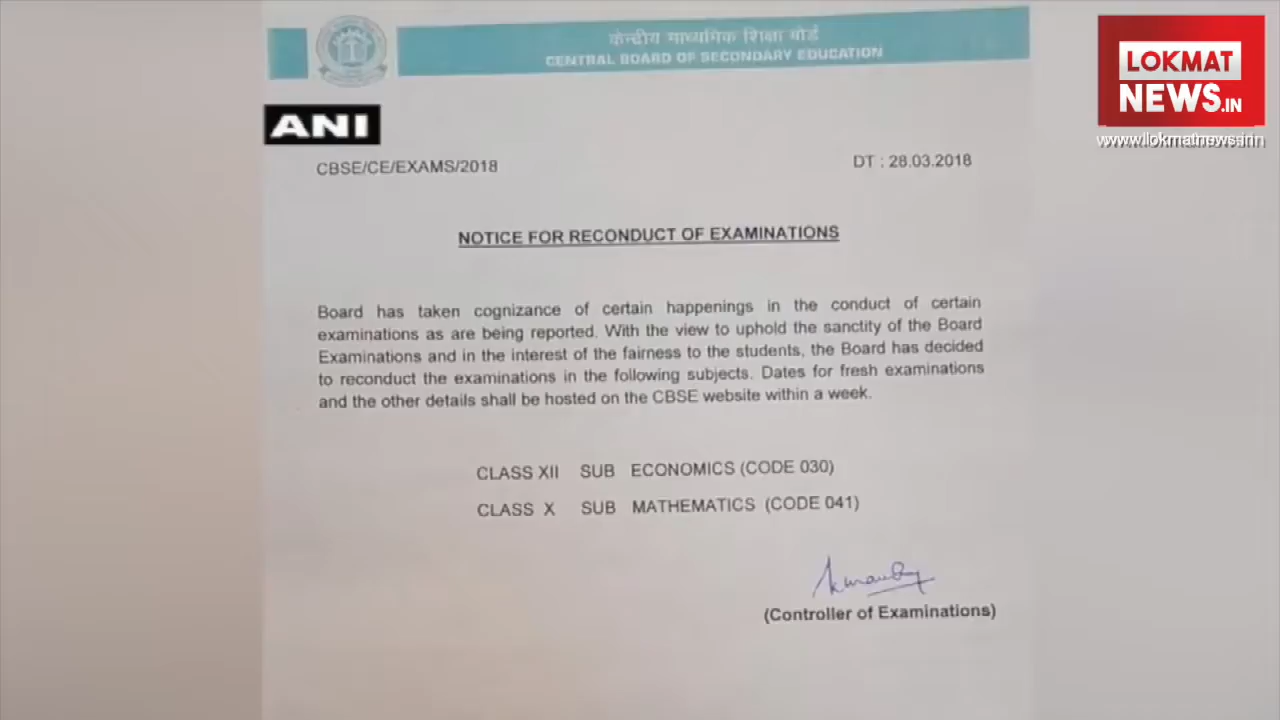 केन्द्रीय माध्यमिक शिक्षा बोर्ड
CENTRAL BOARD OF SECONDARY EDUCATION
LOKMAT
NEWS.IN
www.lokmatnews.in
ANI
CBSE/CE/EXAMS/2018
DT : 28.03.2018
NOTICE FOR RECONDUCT OF EXAMINATIONS
Board has taken cognizance of certain happenings in the conduct of certain
examinations as are being reported. With the view to uphold the sanctity of the Board
Examinations and in the interest of the fairness to the students, the Board has decided
to reconduct the examinations in the following subjects. Dates for fresh examinations
and the other details shall be hosted on the CBSE website within a week.
CLASS XII SUB ECONOMICS (CODE 030)
CLASS X SUB MATHEMATICS (CODE 041)
(Controller of Examinations)